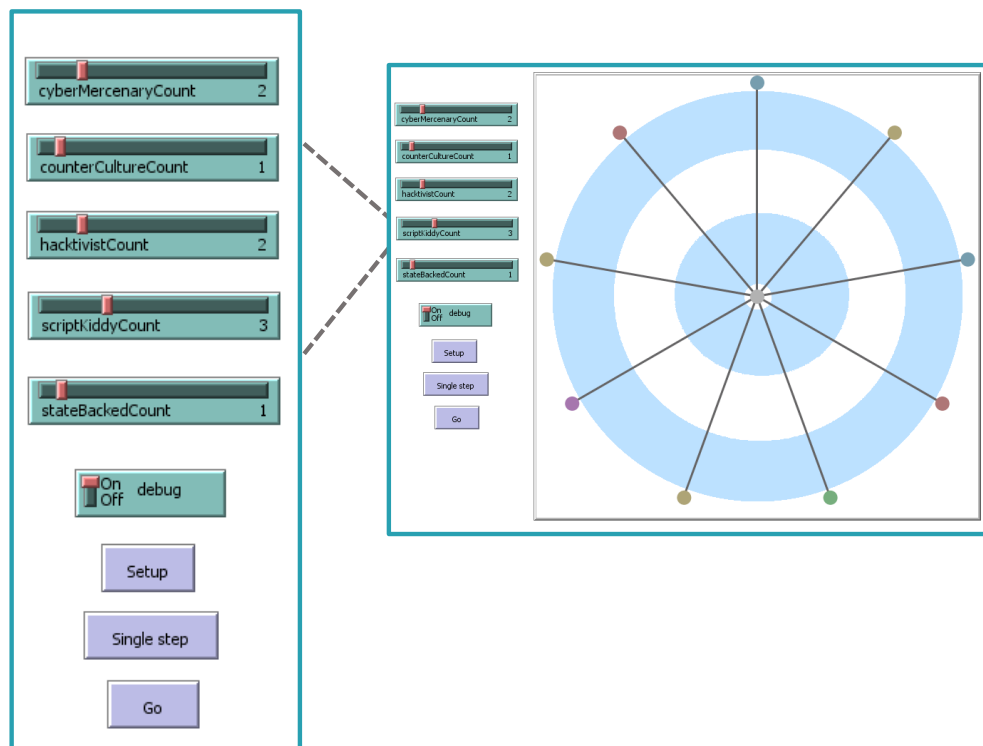 cyberMercenaryCount 2
counterCultureCount 1
hacktivistCount 2
scriptKiddyCount 3
stateBackedCount 1
On
Off debug
Setup
Single step
Go
cyberMercenaryCount 2
counterCultureCount 1
hacktivistCount 2
scriptKiddyCount 3
stateBackedCount 1
On
Off debug
Setup
Single step
Go